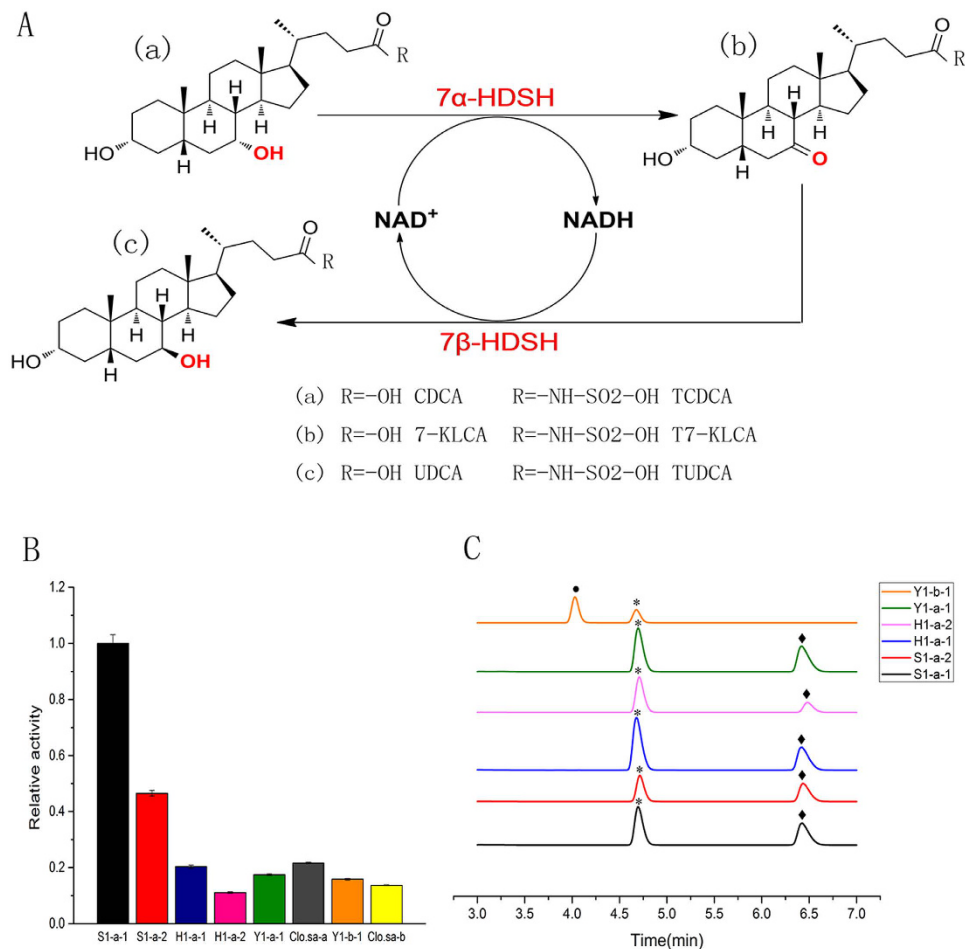 A
(a)
O
R
H
H
H
H
HO
OH
7α-HDSH
(b)
O
R
H
H
H
H
HO
O
NAD+
NADH
(c)
O
R
H
H
H
H
HO
OH
7β-HDSH
(a) R=-OH CDCA R=-NH-SO2-OH TCDCA
(b) R=-OH 7-KLCA R=-NH-SO2-OH T7-KLCA
(c) R=-OH UDCA R=-NH-SO2-OH TUDCA
B
Relative activity
1.2
1.0
0.8
0.6
0.4
0.2
0.0
S1-a-1 S1-a-2 H1-a-1 H1-a-2 Y1-a-1 Clo.sa-a Y1-b-1 Clo.sa-b
C
Y1-b-1
Y1-a-1
H1-a-2
H1-a-1
S1-a-2
S1-a-1
3.0 3.5 4.0 4.5 5.0 5.5 6.0 6.5 7.0
Time(min)